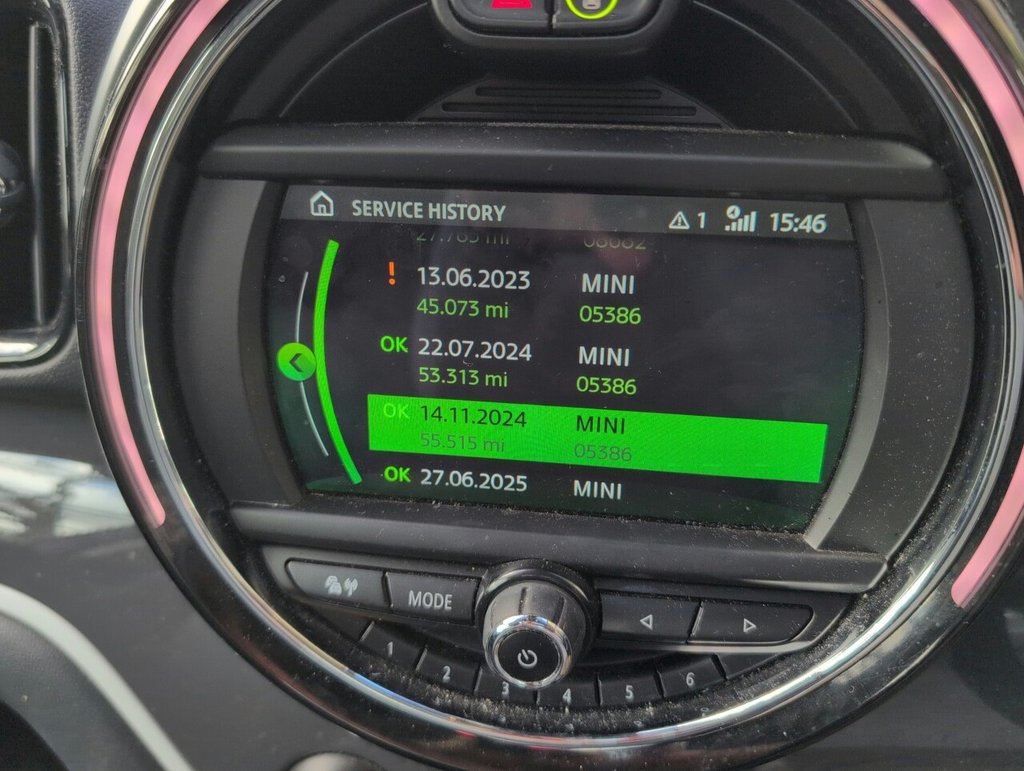 SERVICE HISTORY 1 15:46
! 13.06.2023 MINI
45.073 mi 05386
OK 22.07.2024 MINI
53.313 mi 05386
OK 14.11.2024 MINI
55.515 mi 05386
OK 27.06.2025 MINI
MODE
1 2 3 4 5 6